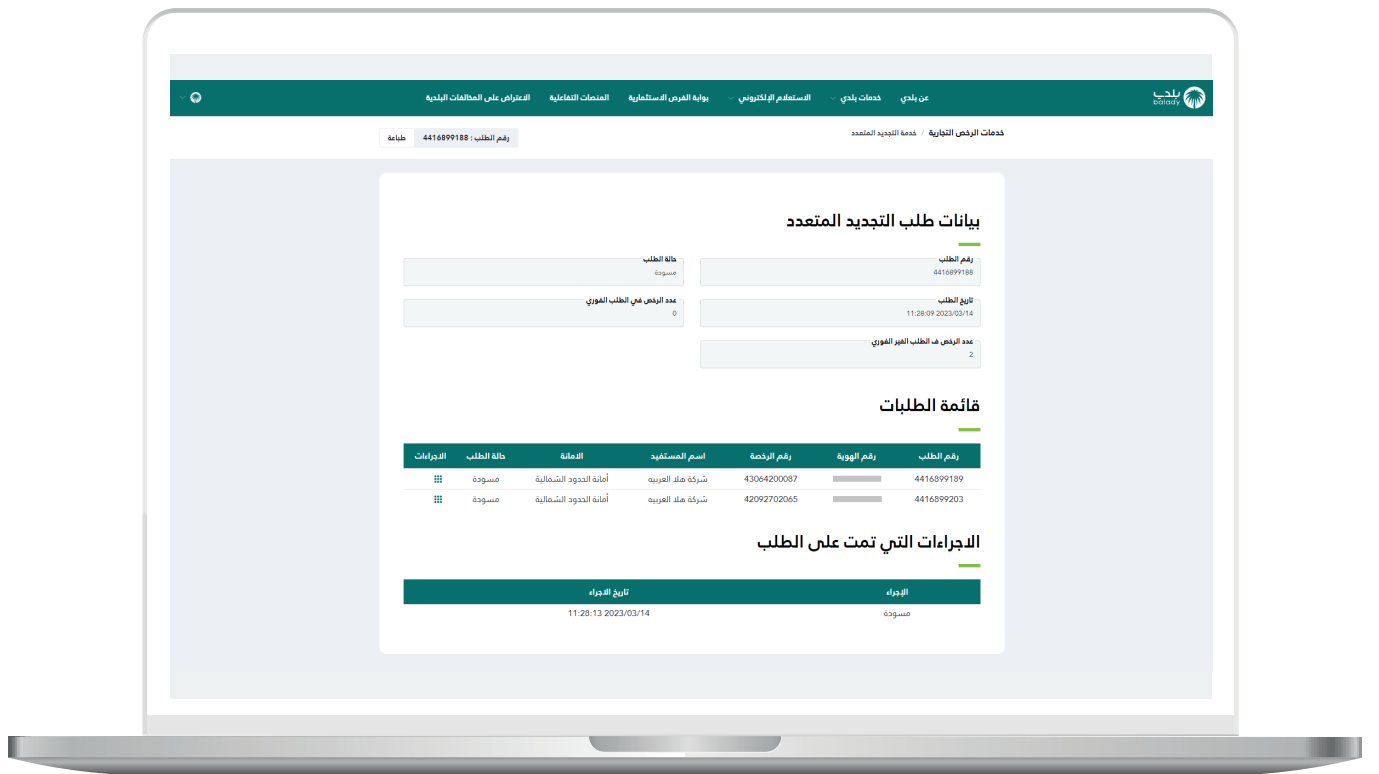 بلدي
balady
عن بلدي
خدمات بلدي
الاستعلام الإلكتروني
بوابة الفرص الاستثمارية
المنصات التفاعلية
الاعتراض على المخالفات البلدية
خدمات الرخص التجارية / خدمة التجديد المتعدد
رقم الطلب : 4416899188
طباعة
بيانات طلب التجديد المتعدد
رقم الطلب
4416899188
حالة الطلب
مسودة
تاريخ الطلب
11:28:09 2023/03/14
عدد الرخص في الطلب الفوري
0
عدد الرخص ف الطلب الغير الفوري
2
قائمة الطلبات
رقم الطلب رقم الهوية رقم الرخصة اسم المستفيد الامانة حالة الطلب الاجراءات
4416899189 43064200087 شركة هلا العربيه أمانة الحدود الشمالية مسودة
4416899203 42092702065 شركة هلا العربيه أمانة الحدود الشمالية مسودة
الاجراءات التي تمت على الطلب
الإجراء تاريخ الاجراء
مسودة 11:28:13 2023/03/14